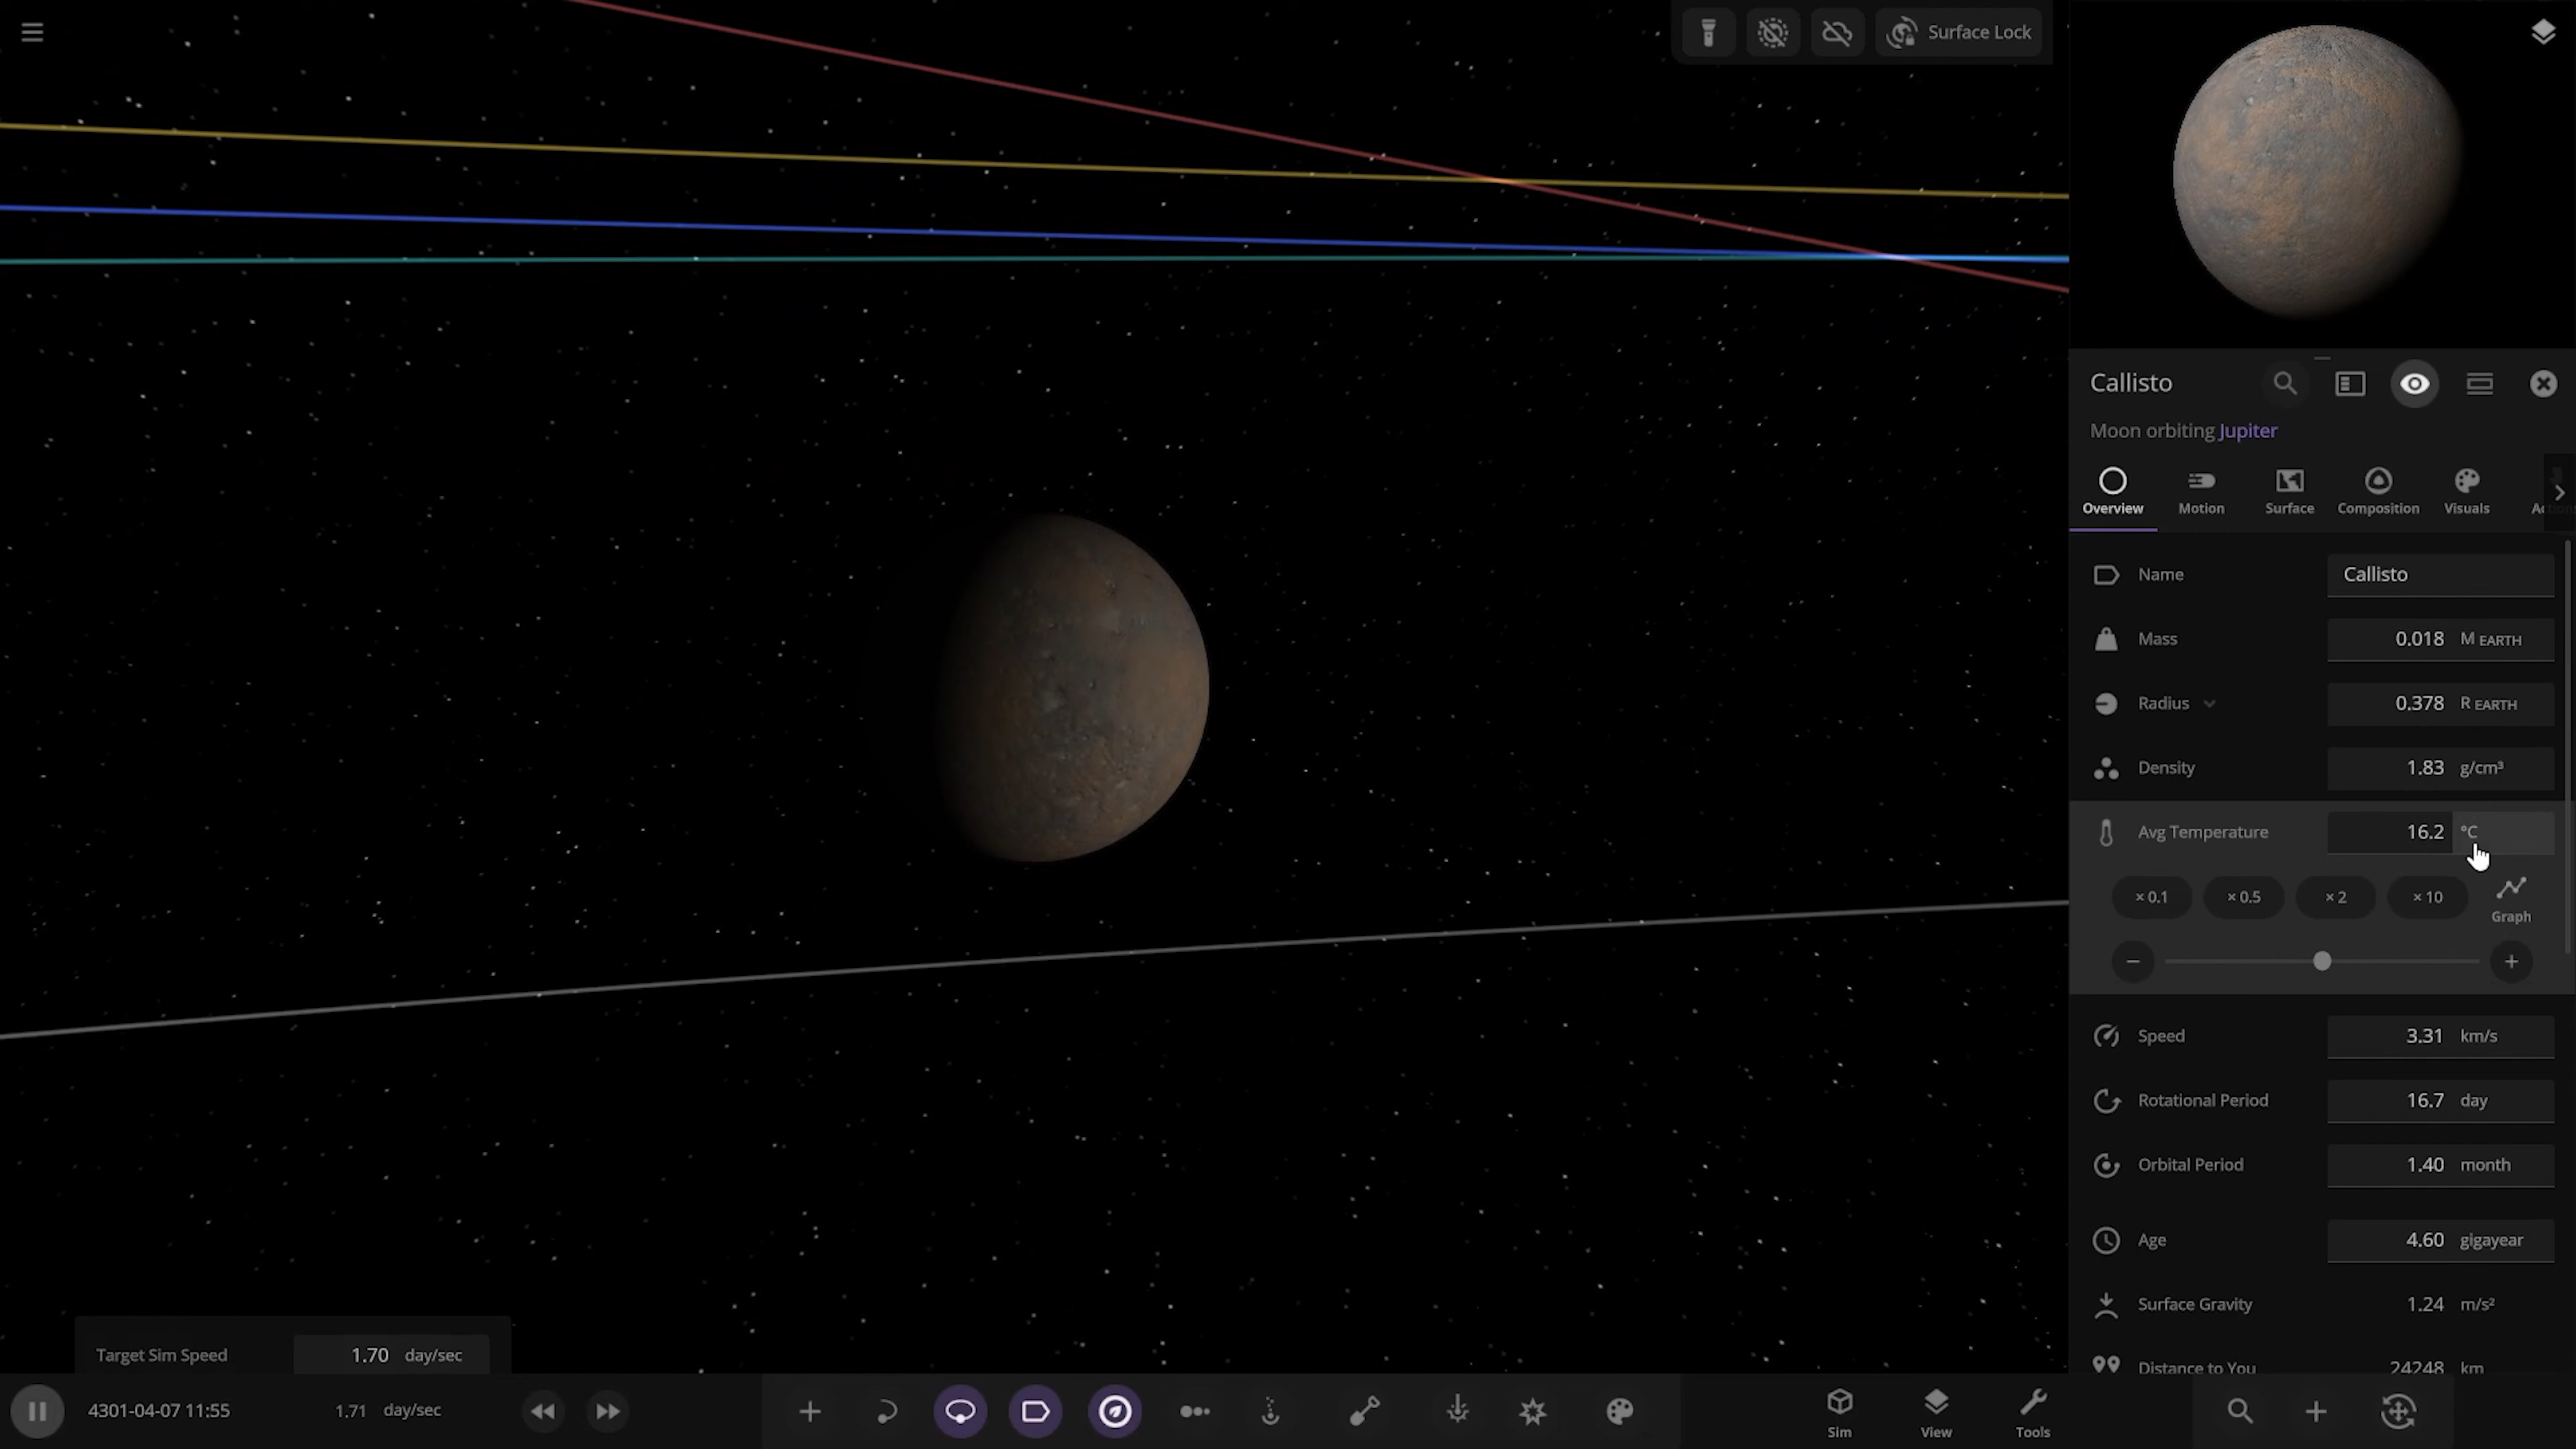 Surface Lock
Callisto
Moon orbiting Jupiter
Overview Motion Surface Composition Visuals
Name Callisto
Mass 0.018 M EARTH
Radius 0.378 R EARTH
Density 1.83 g/cm³
Avg Temperature 16.2 °C
× 0.1 × 0.5 × 2 × 10 Graph
Speed 3.31 km/s
Rotational Period 16.7 day
Orbital Period 1.40 month
Age 4.60 gigayear
Surface Gravity 1.24 m/s²
Distance to You 24248 km
Target Sim Speed 1.70 day/sec
4301-04-07 11:55 1.71 day/sec
Sim View Tools